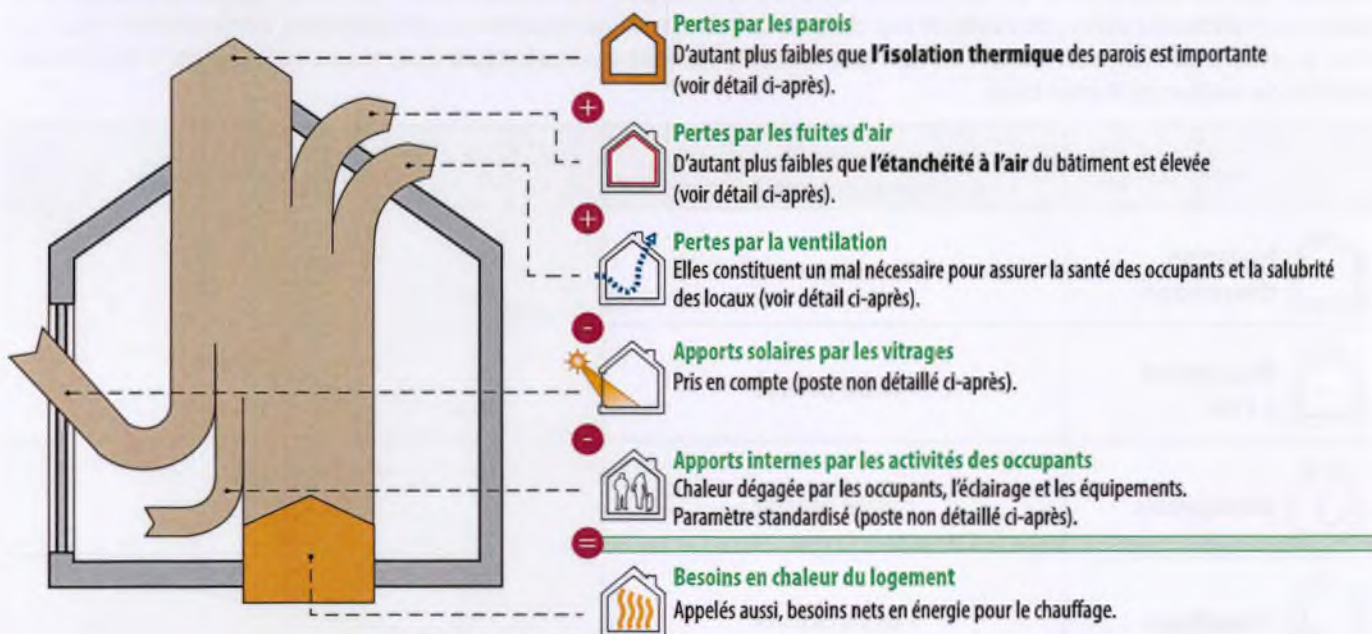 Pertes par les parois
D'autant plus faibles que l'isolation thermique des parois est importante
(voir détail ci-après).
+
Pertes par les fuites d'air
D'autant plus faibles que l'étanchéité à l'air du bâtiment est élevée
(voir détail ci-après).
+
Pertes par la ventilation
Elles constituent un mal nécessaire pour assurer la santé des occupants et la salubrité
des locaux (voir détail ci-après).
-
Apports solaires par les vitrages
Pris en compte (poste non détaillé ci-après).
-
Apports internes par les activités des occupants
Chaleur dégagée par les occupants, l'éclairage et les équipements.
Paramètre standardisé (poste non détaillé ci-après).
=
Besoins en chaleur du logement
Appelés aussi, besoins nets en énergie pour le chauffage.